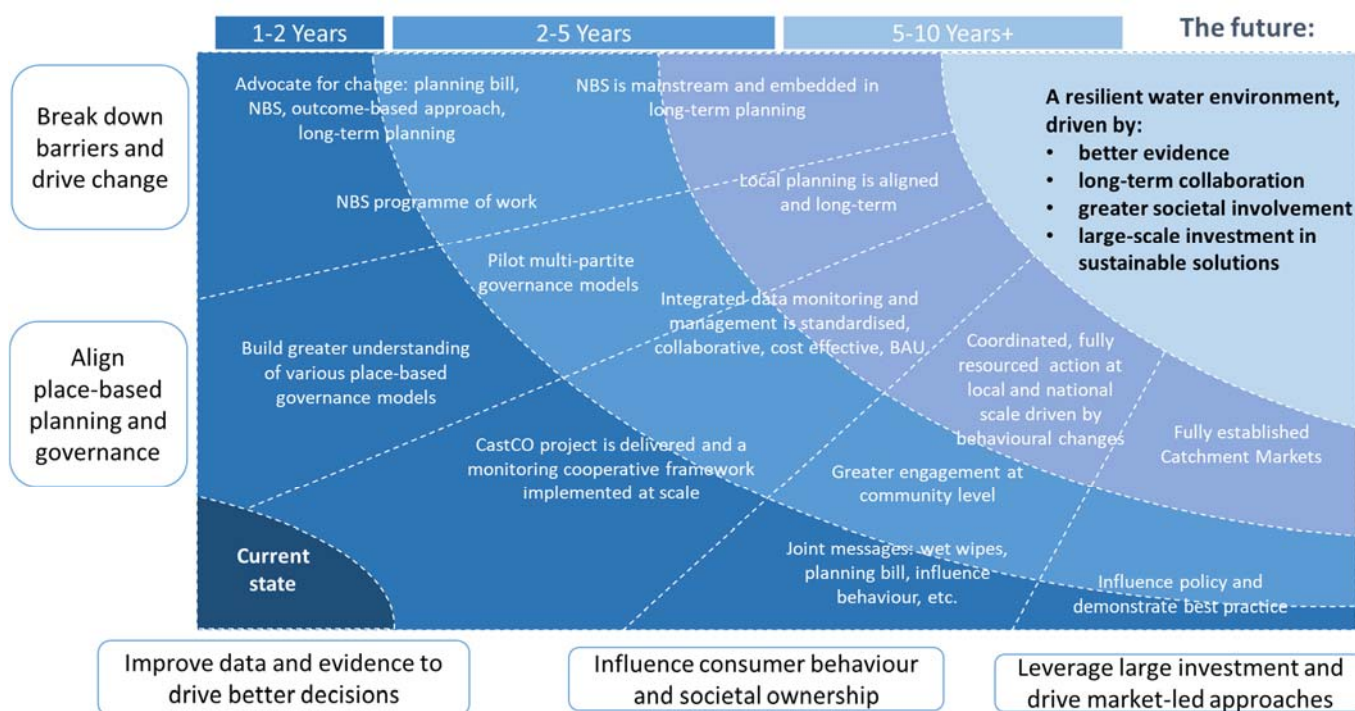 1-2 Years
2-5 Years
5-10 Years+
The future:
Break down
barriers and
drive change
Advocate for change: planning bill,
NBS, outcome-based approach,
long-term planning
NBS is mainstream and embedded in
long-term planning
A resilient water environment,
driven by:
• better evidence
• long-term collaboration
• greater societal involvement
• large-scale investment in
sustainable solutions
NBS programme of work
Local planning is aligned
and long-term
Align
place-based
planning and
governance
Pilot multi-partite
governance models
Build greater understanding
of various place-based
governance models
Integrated data monitoring and
management is standardised,
collaborative, cost effective, BAU
Coordinated, fully
resourced action at
local and national
scale driven by
behavioural changes
Fully established
Catchment Markets
CastCO project is delivered and a
monitoring cooperative framework
implemented at scale
Greater engagement at
community level
Current
state
Joint messages: wet wipes,
planning bill, influence
behaviour, etc.
Influence policy and
demonstrate best practice
Improve data and evidence to
drive better decisions
Influence consumer behaviour
and societal ownership
Leverage large investment and
drive market-led approaches